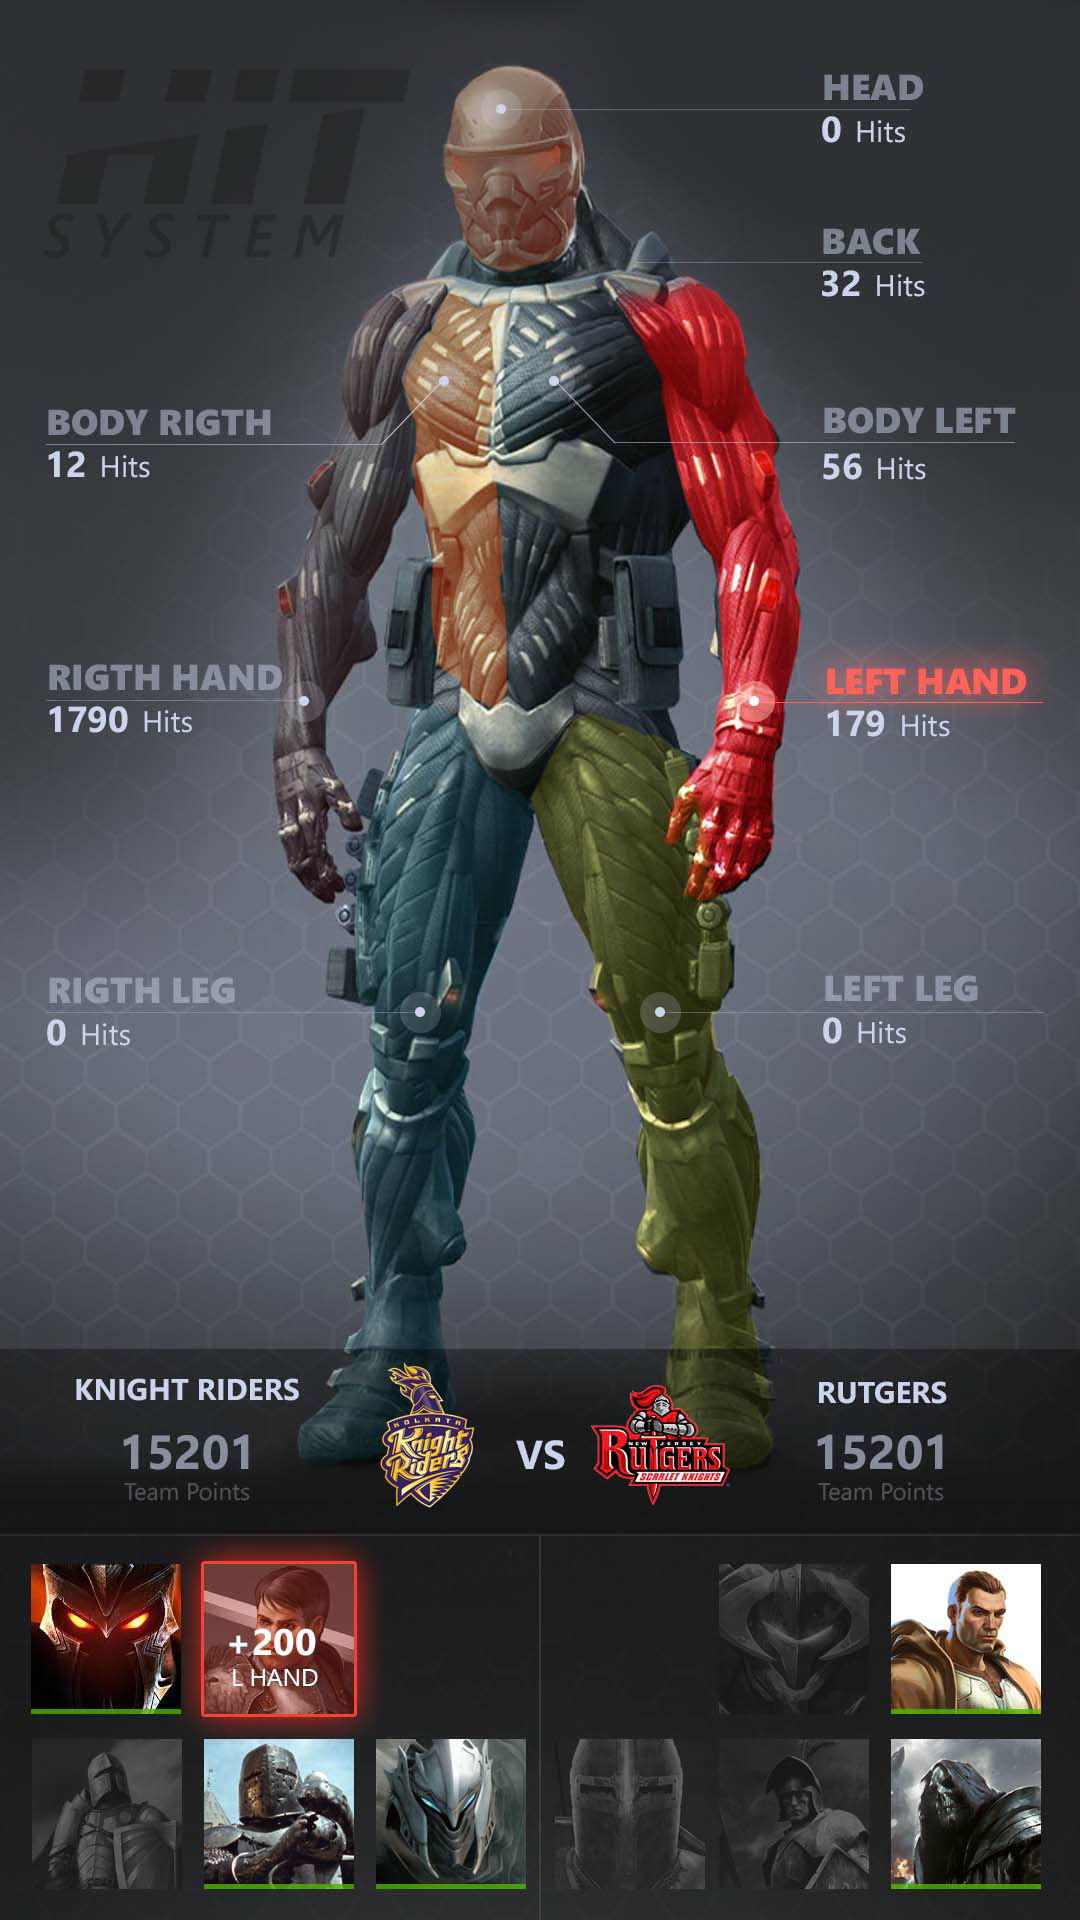 HIT
SYSTEM
HEAD
0 Hits
BACK
32 Hits
BODY RIGTH
12 Hits
BODY LEFT
56 Hits
RIGTH HAND
1790 Hits
LEFT HAND
179 Hits
RIGTH LEG
0 Hits
LEFT LEG
0 Hits
KNIGHT RIDERS
15201
Team Points
KOLKATA
Knight
Riders
VS
NEW JERSEY
RUTGERS
SCARLET KNIGHTS
RUTGERS
15201
Team Points
+200
L HAND